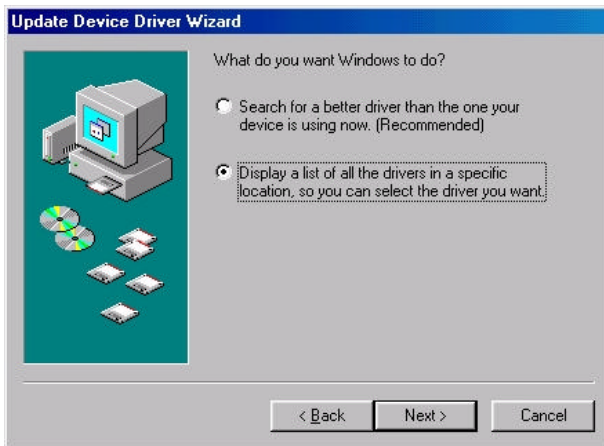 Update Device Driver Wizard
What do you want Windows to do?
Search for a better driver than the one your
device is using now. (Recommended)
Display a list of all the drivers in a specific
location, so you can select the driver you want.
< Back
Next >
Cancel